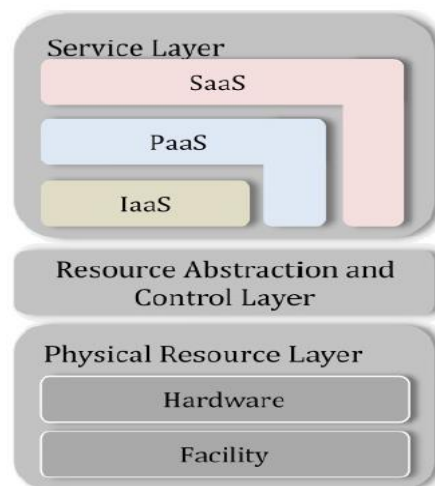 Service Layer
SaaS
PaaS
IaaS
Resource Abstraction and
Control Layer
Physical Resource Layer
Hardware
Facility